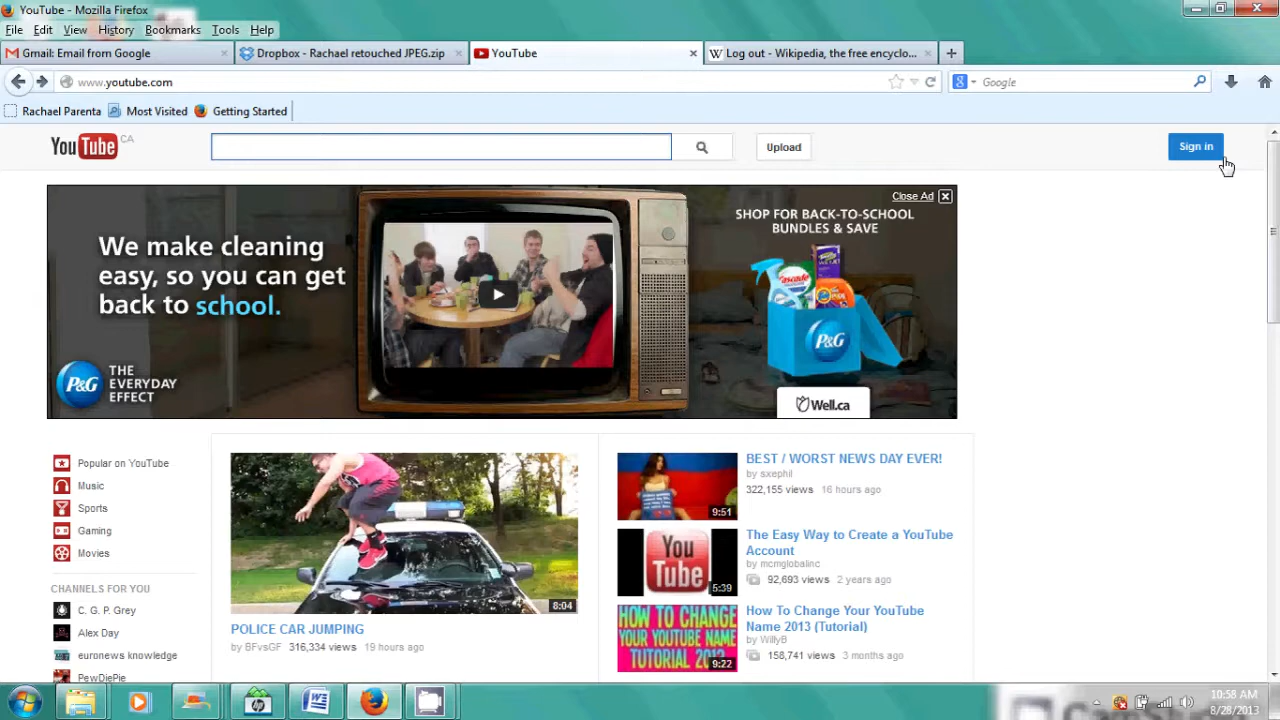 YouTube - Mozilla Firefox
File Edit View History Bookmarks Tools Help
Gmail: Email from Google
Dropbox - Rachael retouched JPEG.zip
YouTube
Log out - Wikipedia, the free encyclo...
www.youtube.com
Google
Rachael Parenta Most Visited Getting Started
YouTube CA
Upload
Sign in
Close Ad
We make cleaning
easy, so you can get
back to school.
P&G THE
EVERYDAY
EFFECT
SHOP FOR BACK-TO-SCHOOL
BUNDLES & SAVE
Cascade
P&G
Well.ca
Popular on YouTube
Music
Sports
Gaming
Movies
CHANNELS FOR YOU
C. G. P. Grey
Alex Day
euronews knowledge
PewDiePie
8:04
POLICE CAR JUMPING
by BFvsGF 316,334 views 19 hours ago
9:51
BEST / WORST NEWS DAY EVER!
by sxephil
322,155 views 16 hours ago
You
Tube
5:39
The Easy Way to Create a YouTube
Account
by mcmglobalinc
92,693 views 2 years ago
HOW TO CHANGE
YOUR YOUTUBE NAME
TUTORIAL
9:22
How To Change Your YouTube
Name 2013 (Tutorial)
by WillyB
158,741 views 3 months ago
10:58 AM
8/28/2013